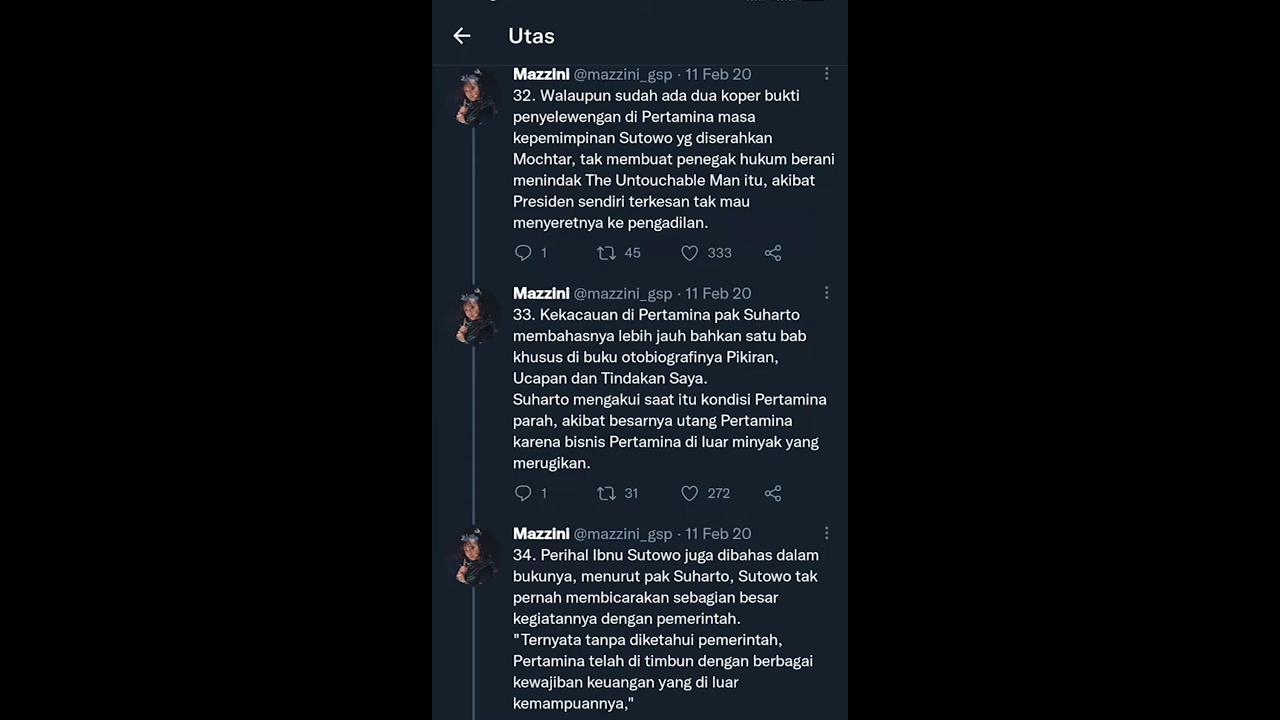 Utas
Mazzini @mazzini_gsp · 11 Feb 20
32. Walaupun sudah ada dua koper bukti
penyelewengan di Pertamina masa
kepemimpinan Sutowo yg diserahkan
Mochtar, tak membuat penegak hukum berani
menindak The Untouchable Man itu, akibat
Presiden sendiri terkesan tak mau
menyeretnya ke pengadilan.
1 45 333
Mazzini @mazzini_gsp · 11 Feb 20
33. Kekacauan di Pertamina pak Suharto
membahasnya lebih jauh bahkan satu bab
khusus di buku otobiografinya Pikiran,
Ucapan dan Tindakan Saya.
Suharto mengakui saat itu kondisi Pertamina
parah, akibat besarnya utang Pertamina
karena bisnis Pertamina di luar minyak yang
merugikan.
1 31 272
Mazzini @mazzini_gsp · 11 Feb 20
34. Perihal Ibnu Sutowo juga dibahas dalam
bukunya, menurut pak Suharto, Sutowo tak
pernah membicarakan sebagian besar
kegiatannya dengan pemerintah.
"Ternyata tanpa diketahui pemerintah,
Pertamina telah di timbun dengan berbagai
kewajiban keuangan yang di luar
kemampuannya,"